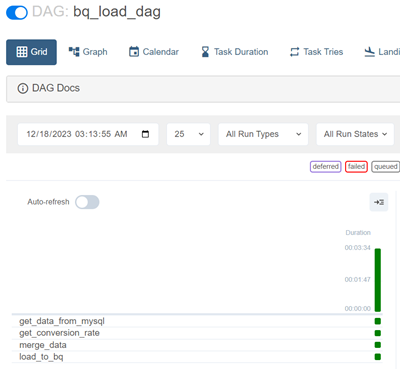 DAG: bq_load_dag
Grid Graph Calendar Task Duration Task Tries Landi
DAG Docs
12/18/2023 03:13:55 AM 25 All Run Types All Run States
deferred failed queued
Auto-refresh
Duration
00:03:34
00:01:47
00:00:00
get_data_from_mysql
get_conversion_rate
merge_data
load_to_bq